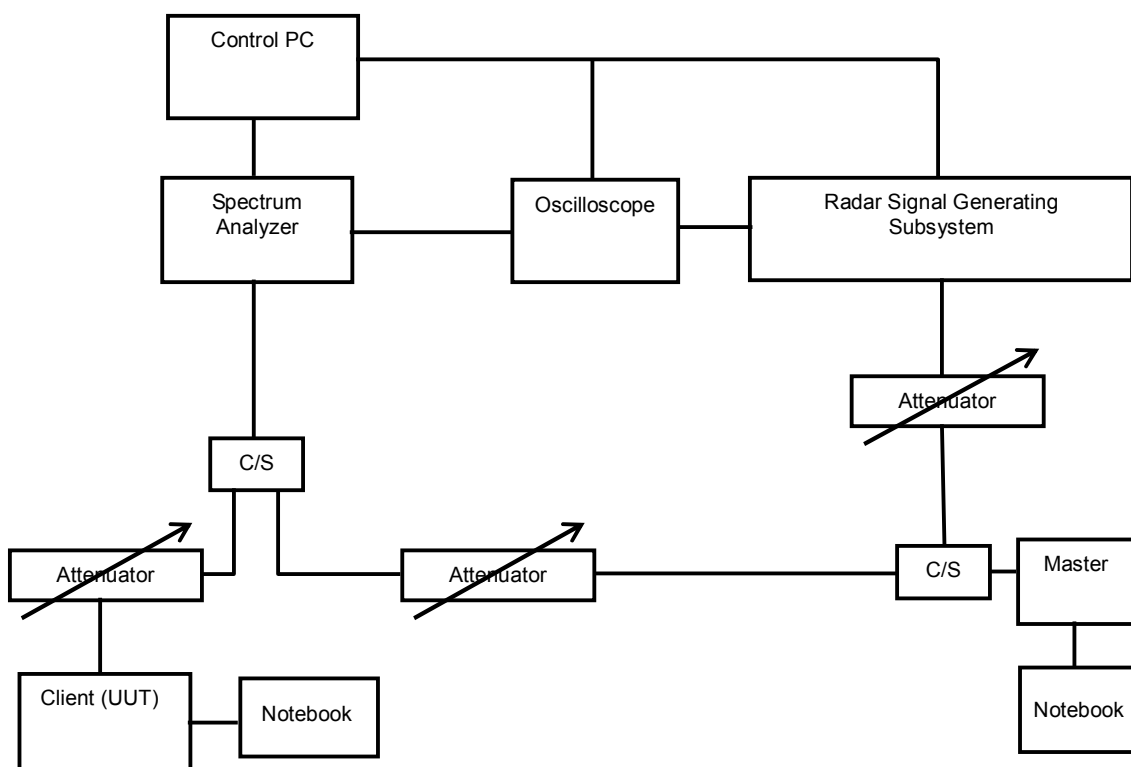 Control PC
Spectrum
Analyzer
Oscilloscope
Radar Signal Generating
Subsystem
Attenuator
C/S
Attenuator
Attenuator
C/S
Master
Client (UUT)
Notebook
Notebook